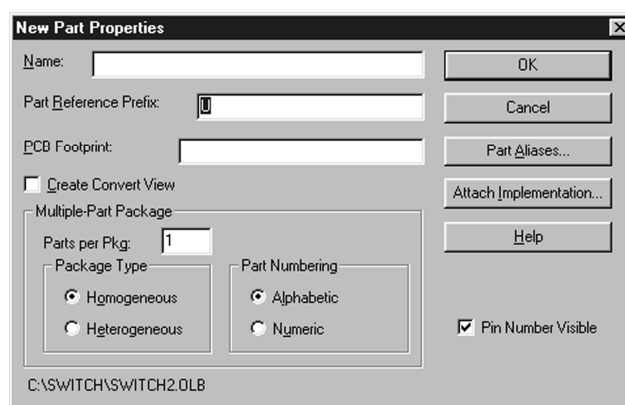 New Part Properties
Name:
OK
Part Reference Prefix: U
Cancel
PCB Footprint:
Part Aliases...
Create Convert View
Attach Implementation...
Multiple-Part Package
Parts per Pkg: 1
Help
Package Type
Part Numbering
Homogeneous
Alphabetic
Heterogeneous
Numeric
Pin Number Visible
C:\SWITCH\SWITCH2.OLB